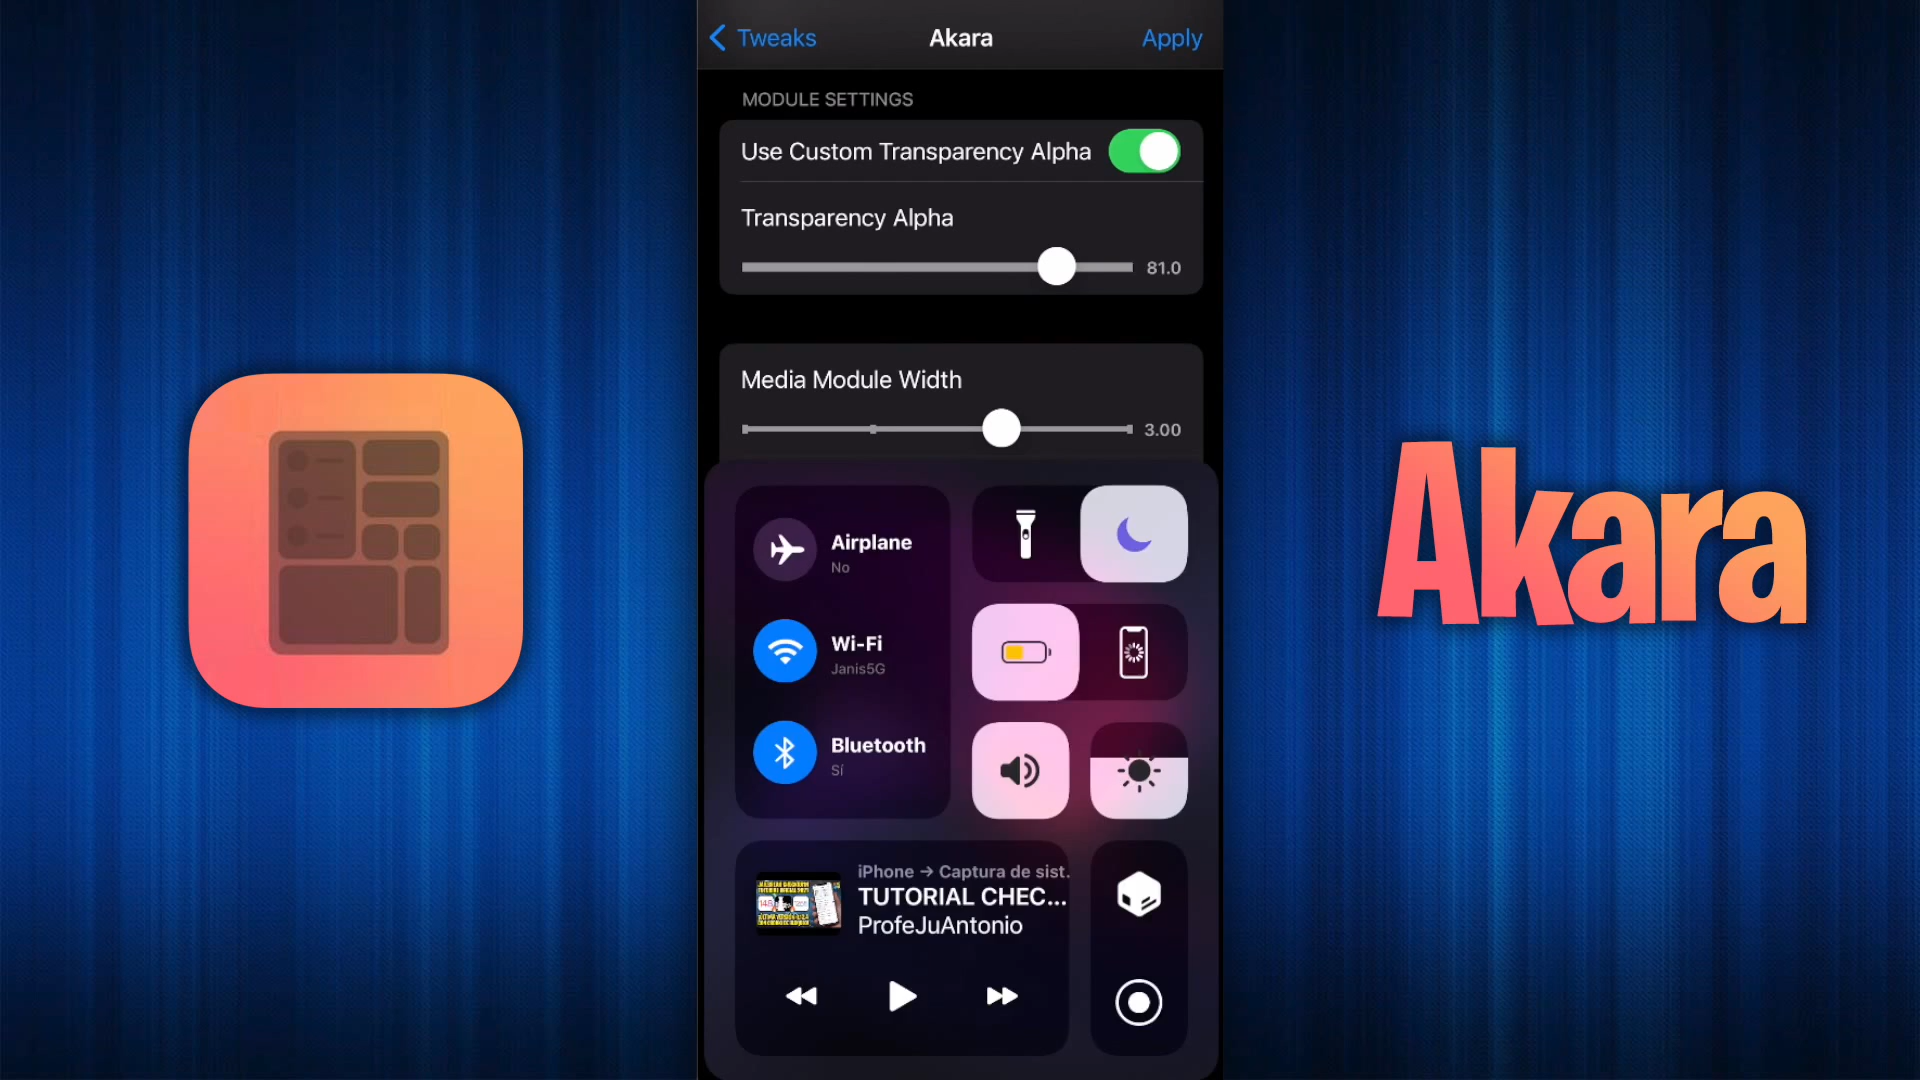 Tweaks
Akara
Apply
MODULE SETTINGS
Use Custom Transparency Alpha
Transparency Alpha
81.0
Media Module Width
3.00
Airplane
No
Wi-Fi
Janis5G
Bluetooth
Sí
iPhone → Captura de sist.
TUTORIAL CHEC...
ProfeJuAntonio
Akara